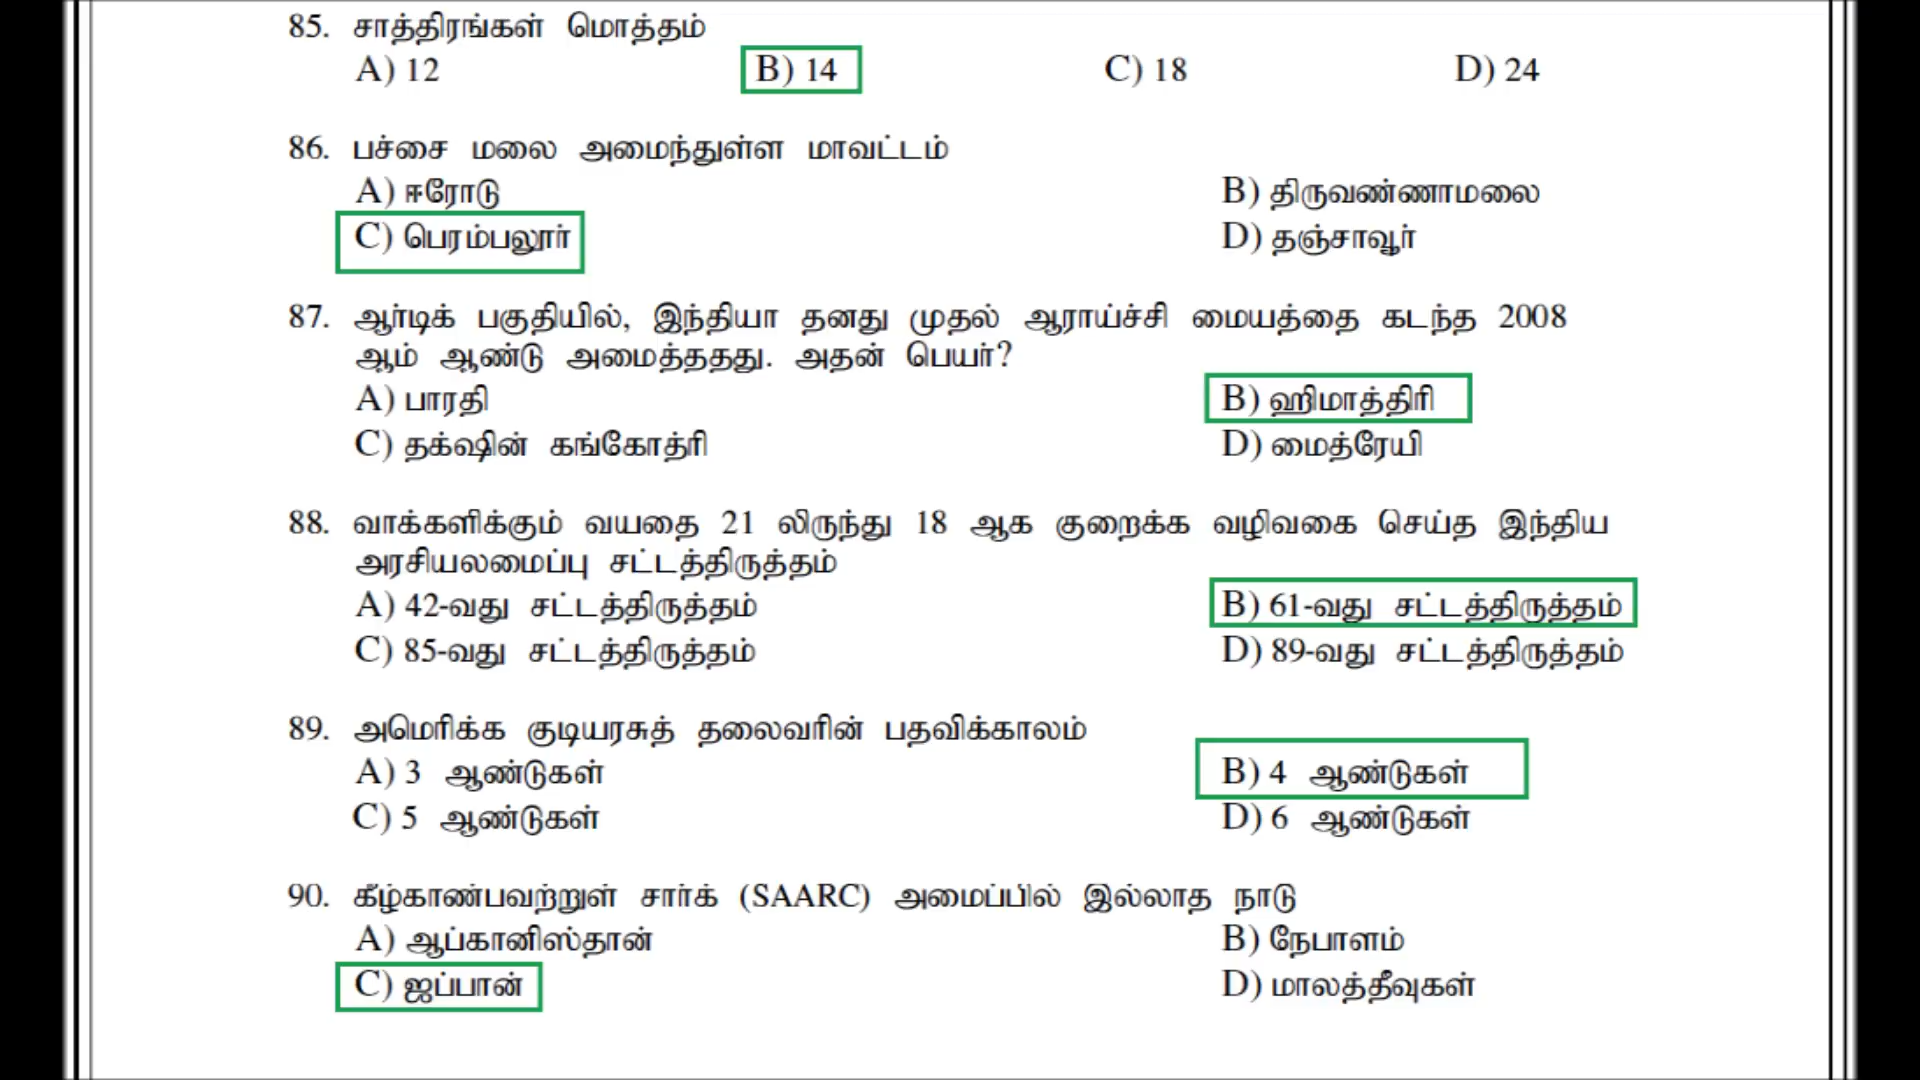 85. சாத்திரங்கள் மொத்தம்
A) 12 B) 14 C) 18 D) 24
86. பச்சை மலை அமைந்துள்ள மாவட்டம்
A) ஈரோடு B) திருவண்ணாமலை
C) பெரம்பலூர் D) தஞ்சாவூர்
87. ஆர்டிக் பகுதியில், இந்தியா தனது முதல் ஆராய்ச்சி மையத்தை கடந்த 2008
ஆம் ஆண்டு அமைத்ததது. அதன் பெயர்?
A) பாரதி B) ஹிமாத்திரி
C) தக்‌ஷின் கங்கோத்ரி D) மைத்ரேயி
88. வாக்களிக்கும் வயதை 21 லிருந்து 18 ஆக குறைக்க வழிவகை செய்த இந்திய
அரசியலமைப்பு சட்டத்திருத்தம்
A) 42-வது சட்டத்திருத்தம் B) 61-வது சட்டத்திருத்தம்
C) 85-வது சட்டத்திருத்தம் D) 89-வது சட்டத்திருத்தம்
89. அமெரிக்க குடியரசுத் தலைவரின் பதவிக்காலம்
A) 3 ஆண்டுகள் B) 4 ஆண்டுகள்
C) 5 ஆண்டுகள் D) 6 ஆண்டுகள்
90. கீழ்காண்பவற்றுள் சார்க் (SAARC) அமைப்பில் இல்லாத நாடு
A) ஆப்கானிஸ்தான் B) நேபாளம்
C) ஜப்பான் D) மாலத்தீவுகள்